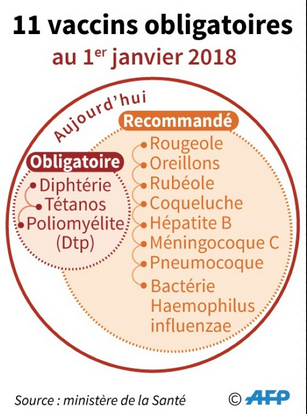 11 vaccins obligatoires
au 1er janvier 2018
Aujourd'hui
Recommandé
Rougeole
Oreillons
Rubéole
Coqueluche
Hépatite B
Méningocoque C
Pneumocoque
Bactérie
Haemophilus
influenzae
Obligatoire
Diphtérie
Tétanos
Poliomyélite
(Dtp)
Source : ministère de la Santé
© AFP